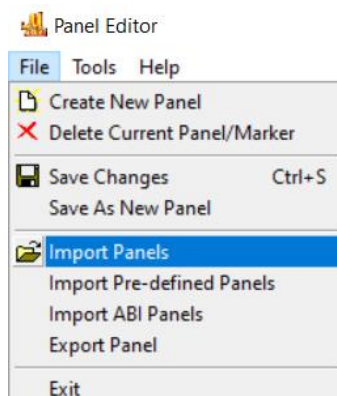 Panel Editor
File Tools Help
Create New Panel
Delete Current Panel/Marker
Save Changes Ctrl+S
Save As New Panel
Import Panels
Import Pre-defined Panels
Import ABI Panels
Export Panel
Exit